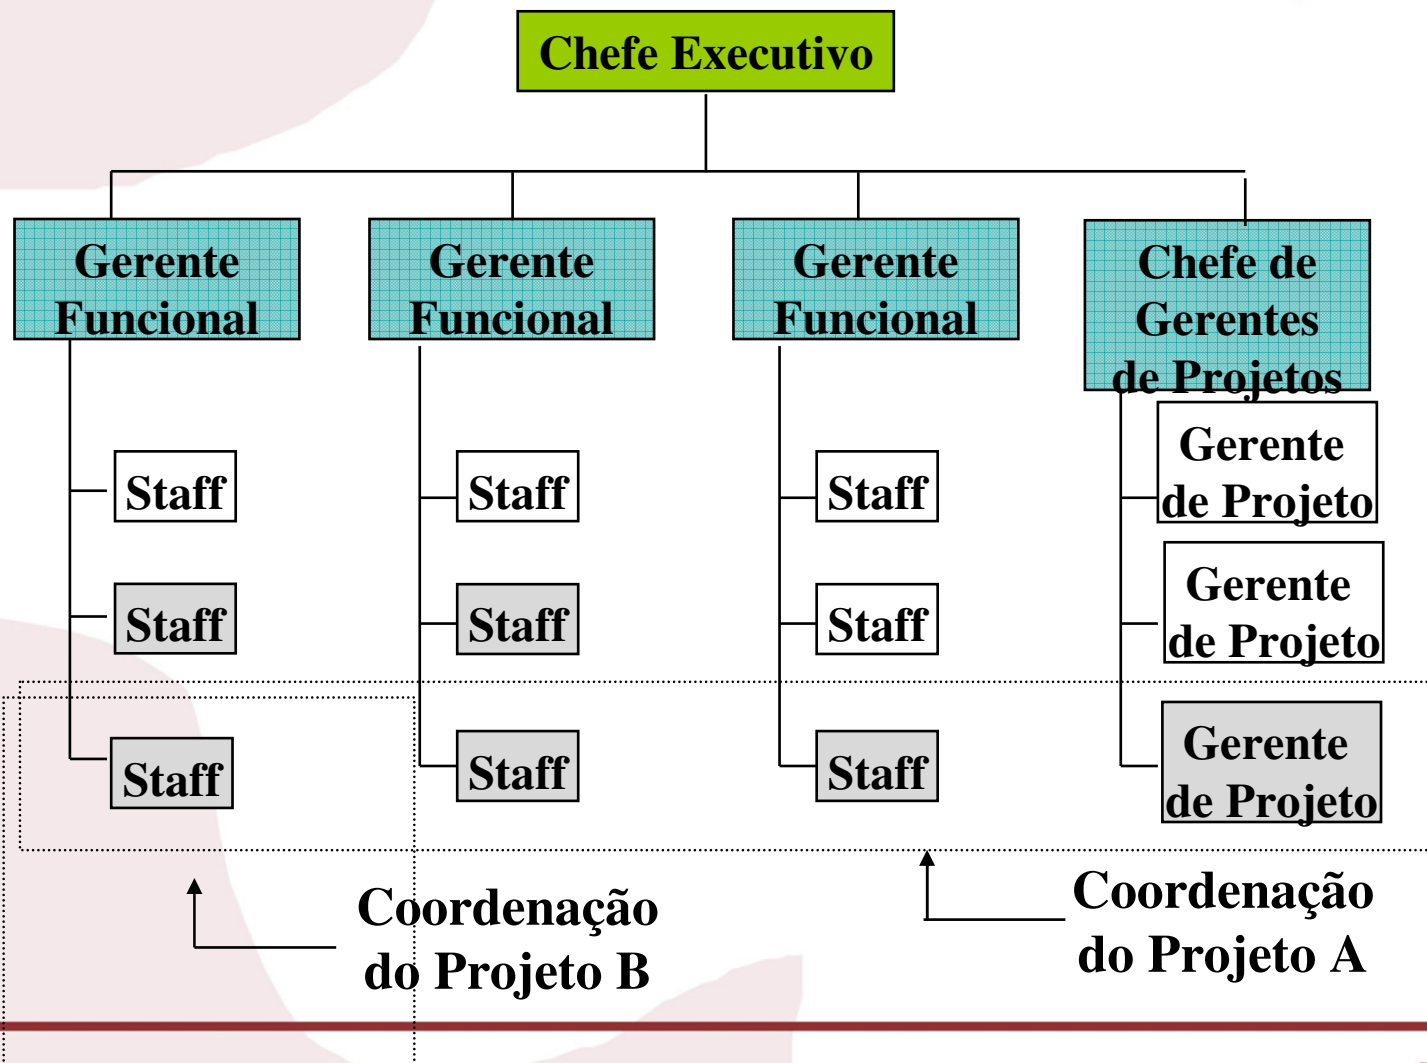 Chefe Executivo
Gerente
Funcional
Gerente
Funcional
Gerente
Funcional
Chefe de
Gerentes
de Projetos
Staff
Staff
Staff
Gerente
de Projeto
Staff
Staff
Staff
Gerente
de Projeto
Staff
Staff
Staff
Gerente
de Projeto
Coordenação
do Projeto B
Coordenação
do Projeto A